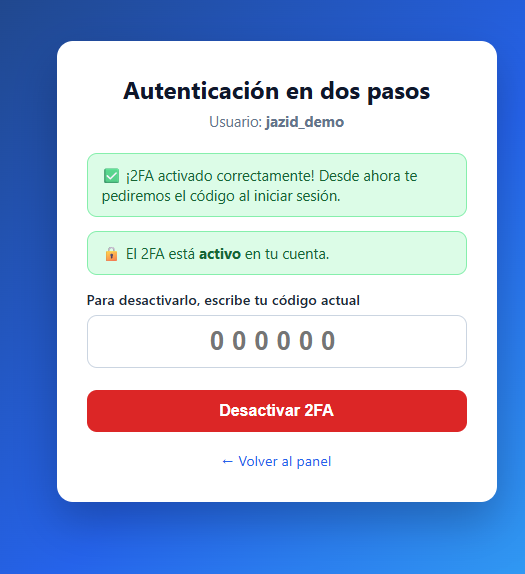 Autenticación en dos pasos
Usuario: jazid_demo
✅ ¡2FA activado correctamente! Desde ahora te
pediremos el código al iniciar sesión.
🔒 El 2FA está activo en tu cuenta.
Para desactivarlo, escribe tu código actual
000000
Desactivar 2FA
← Volver al panel